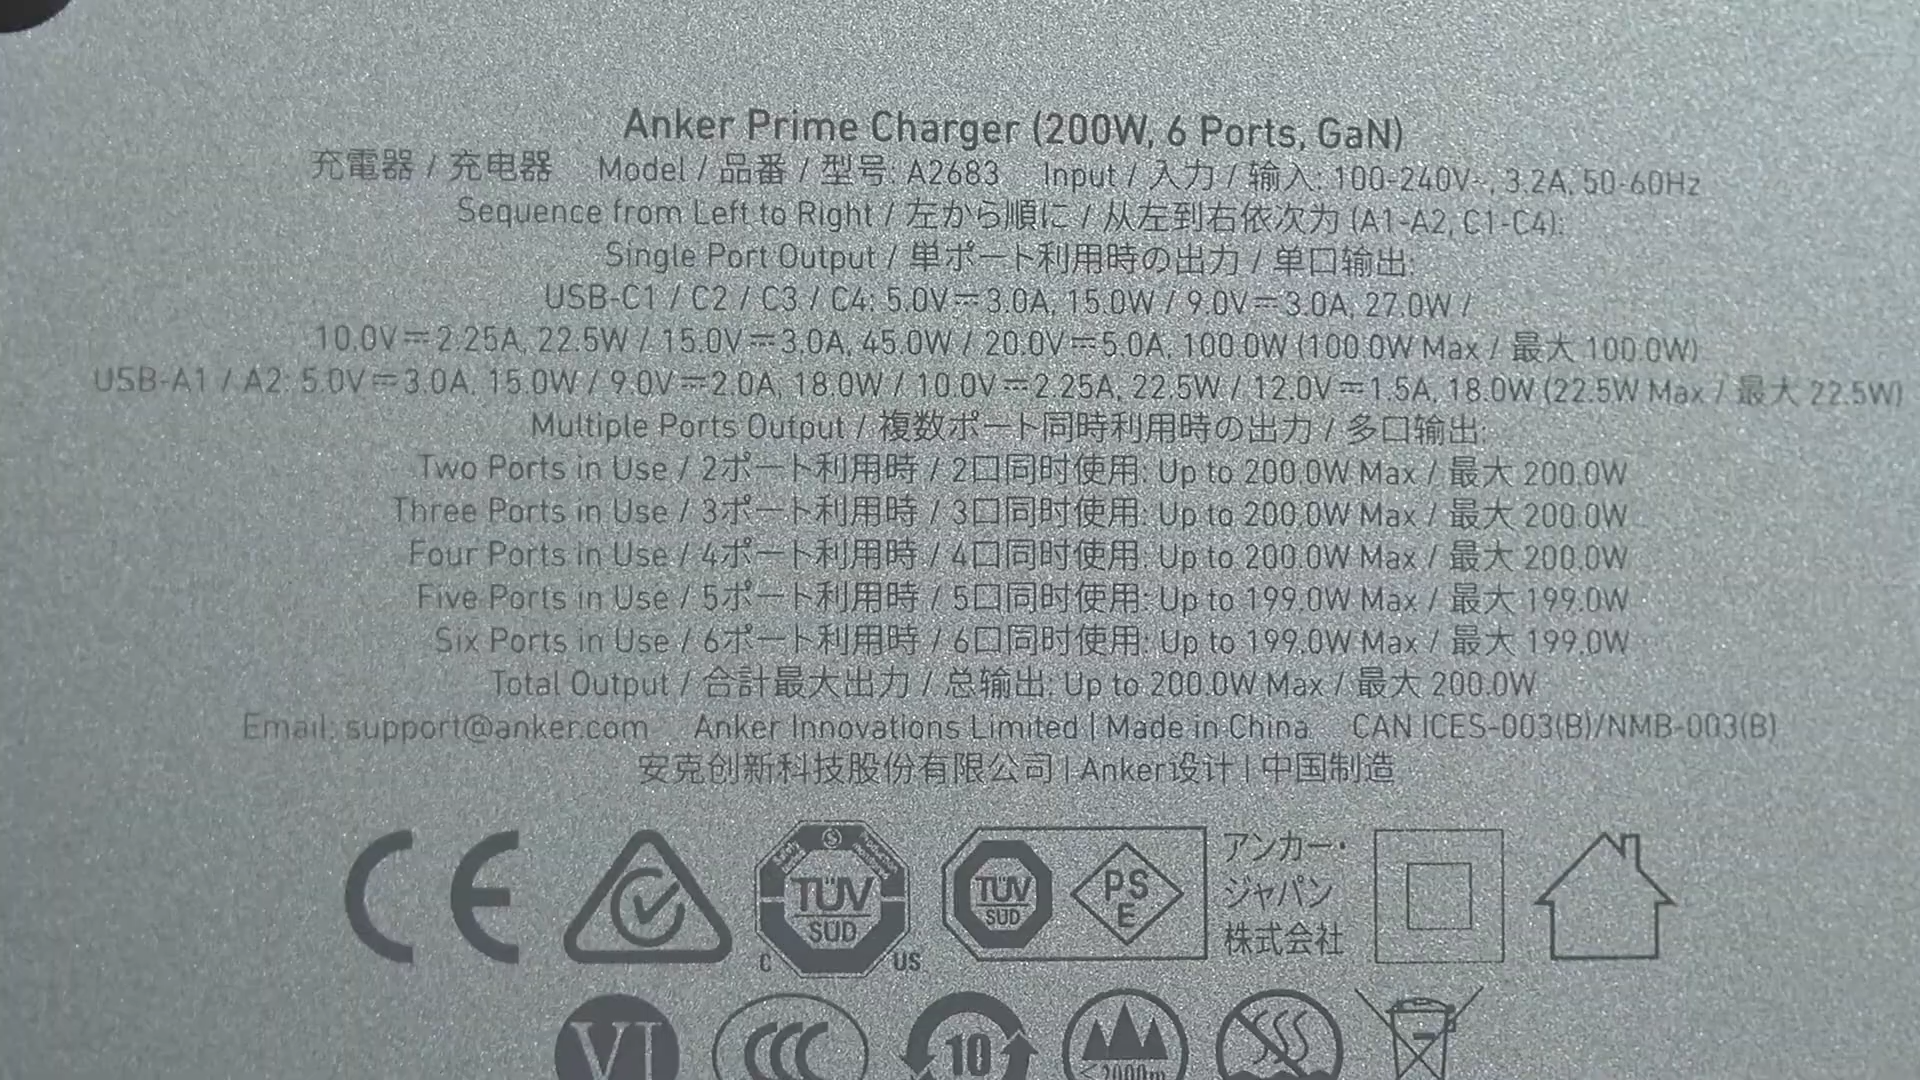 Anker Prime Charger (200W, 6 Ports, GaN)
充電器 / 充电器 Model / 品番 / 型号: A2683 Input / 入力 / 输入: 100-240V~, 3.2A, 50-60Hz
Sequence from Left to Right / 左から順に / 从左到右依次为 (A1-A2, C1-C4):
Single Port Output / 単ポート利用時の出力 / 单口输出:
USB-C1 / C2 / C3 / C4: 5.0V⎓3.0A, 15.0W / 9.0V⎓3.0A, 27.0W /
10.0V⎓2.25A, 22.5W / 15.0V⎓3.0A, 45.0W / 20.0V⎓5.0A, 100.0W (100.0W Max / 最大 100.0W)
USB-A1 / A2: 5.0V⎓3.0A, 15.0W / 9.0V⎓2.0A, 18.0W / 10.0V⎓2.25A, 22.5W / 12.0V⎓1.5A, 18.0W (22.5W Max / 最大 22.5W)
Multiple Ports Output / 複数ポート同時利用時の出力 / 多口输出:
Two Ports in Use / 2ポート利用時 / 2口同时使用: Up to 200.0W Max / 最大 200.0W
Three Ports in Use / 3ポート利用時 / 3口同时使用: Up to 200.0W Max / 最大 200.0W
Four Ports in Use / 4ポート利用時 / 4口同时使用: Up to 200.0W Max / 最大 200.0W
Five Ports in Use / 5ポート利用時 / 5口同时使用: Up to 199.0W Max / 最大 199.0W
Six Ports in Use / 6ポート利用時 / 6口同时使用: Up to 199.0W Max / 最大 199.0W
Total Output / 合計最大出力 / 总输出: Up to 200.0W Max / 最大 200.0W
Email: support@anker.com Anker Innovations Limited | Made in China CAN ICES-003(B)/NMB-003(B)
安克创新科技股份有限公司 | Anker设计 | 中国制造
CE
TÜV
SÜD
C US
TÜV
SÜD
PS
E
アンカー・
ジャパン
株式会社
VI
CCC
10
≤2000m